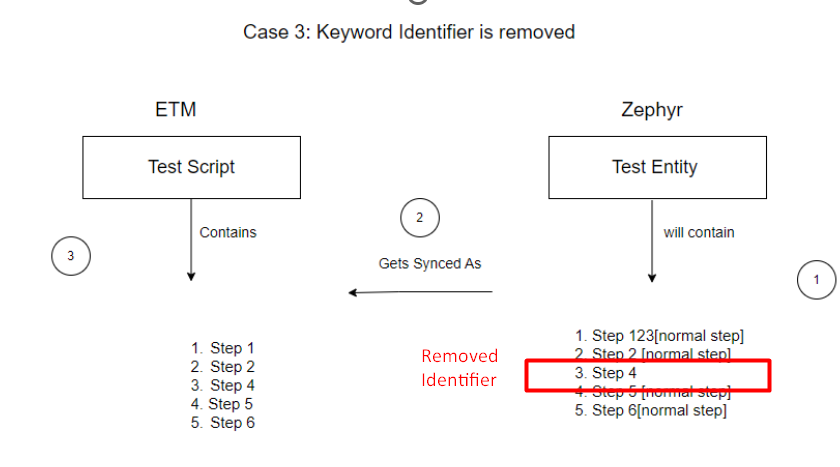 Case 3: Keyword Identifier is removed
ETM
Zephyr
Test Script
Test Entity
Contains
2
will contain
3
Gets Synced As
1
1. Step 1
2. Step 2
3. Step 4
4. Step 5
5. Step 6
Removed
Identifier
1. Step 123[normal step]
2. Step 2 [normal step]
3. Step 4
4. Step 5 [normal step]
5. Step 6[normal step]